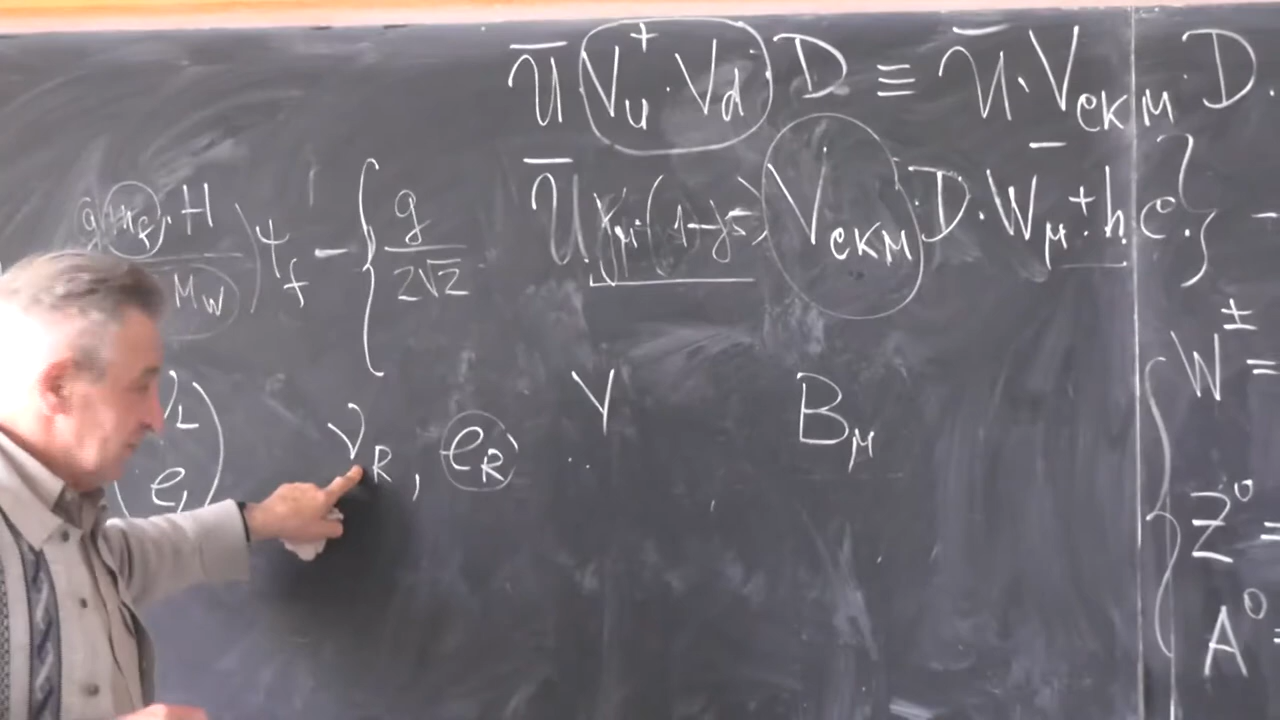 Ū V_u^+ · V_d D ≡ Ū · V_CKM · D.
g m_f · H / M_W ) ψ_f - { g / 2√2 Ū γ_μ (1-γ5) V_CKM D · W_μ^- + h.c. } -
W^± =
ν_L ν_R , e_R Y B_μ
e
Z^0 =
A^0 =